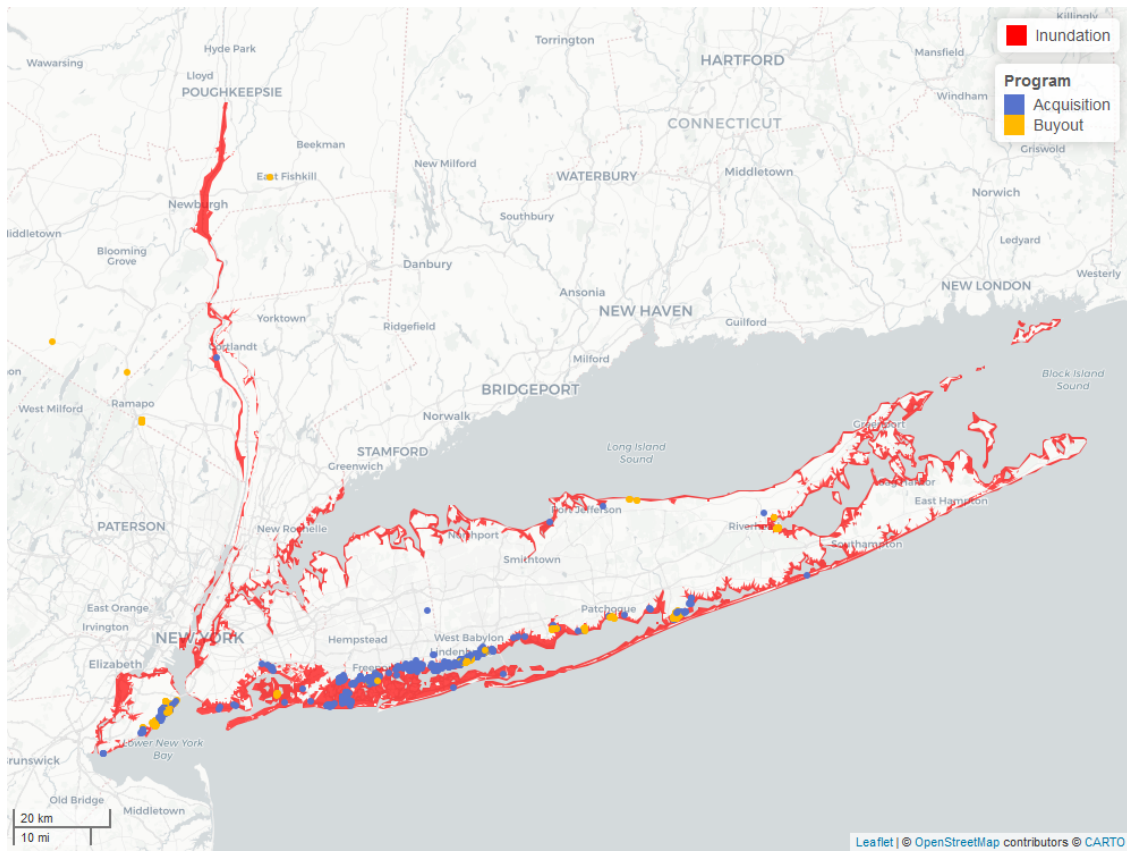 Killingly
Hyde Park
Torrington
HARTFORD
Mansfield
Inundation
Wawarsing
Lloyd
POUGHKEEPSIE
Program
Acquisition
Buyout
Windham
CONNECTICUT
Beekman
New Milford
WATERBURY
Middletown
Griswold
East Fishkill
Norwich
Newburgh
Southbury
Middletown
Ledyard
Blooming
Grove
Danbury
Westerly
Ansonia
NEW LONDON
Yorktown
Ridgefield
NEW HAVEN
Guilford
Cortlandt
Milford
Block Island
Sound
BRIDGEPORT
Ramapo
West Milford
Norwalk
STAMFORD
Greenwich
Long Island
Sound
Port Jefferson
PATERSON
New Rochelle
Northport
East Hampton
Smithtown
Southampton
East Orange
Irvington
NEW YORK
Hempstead
West Babylon
Patchogue
Elizabeth
Lower New York
Bay
Old Bridge
Middletown
20 km
10 mi
Leaflet | © OpenStreetMap contributors © CARTO